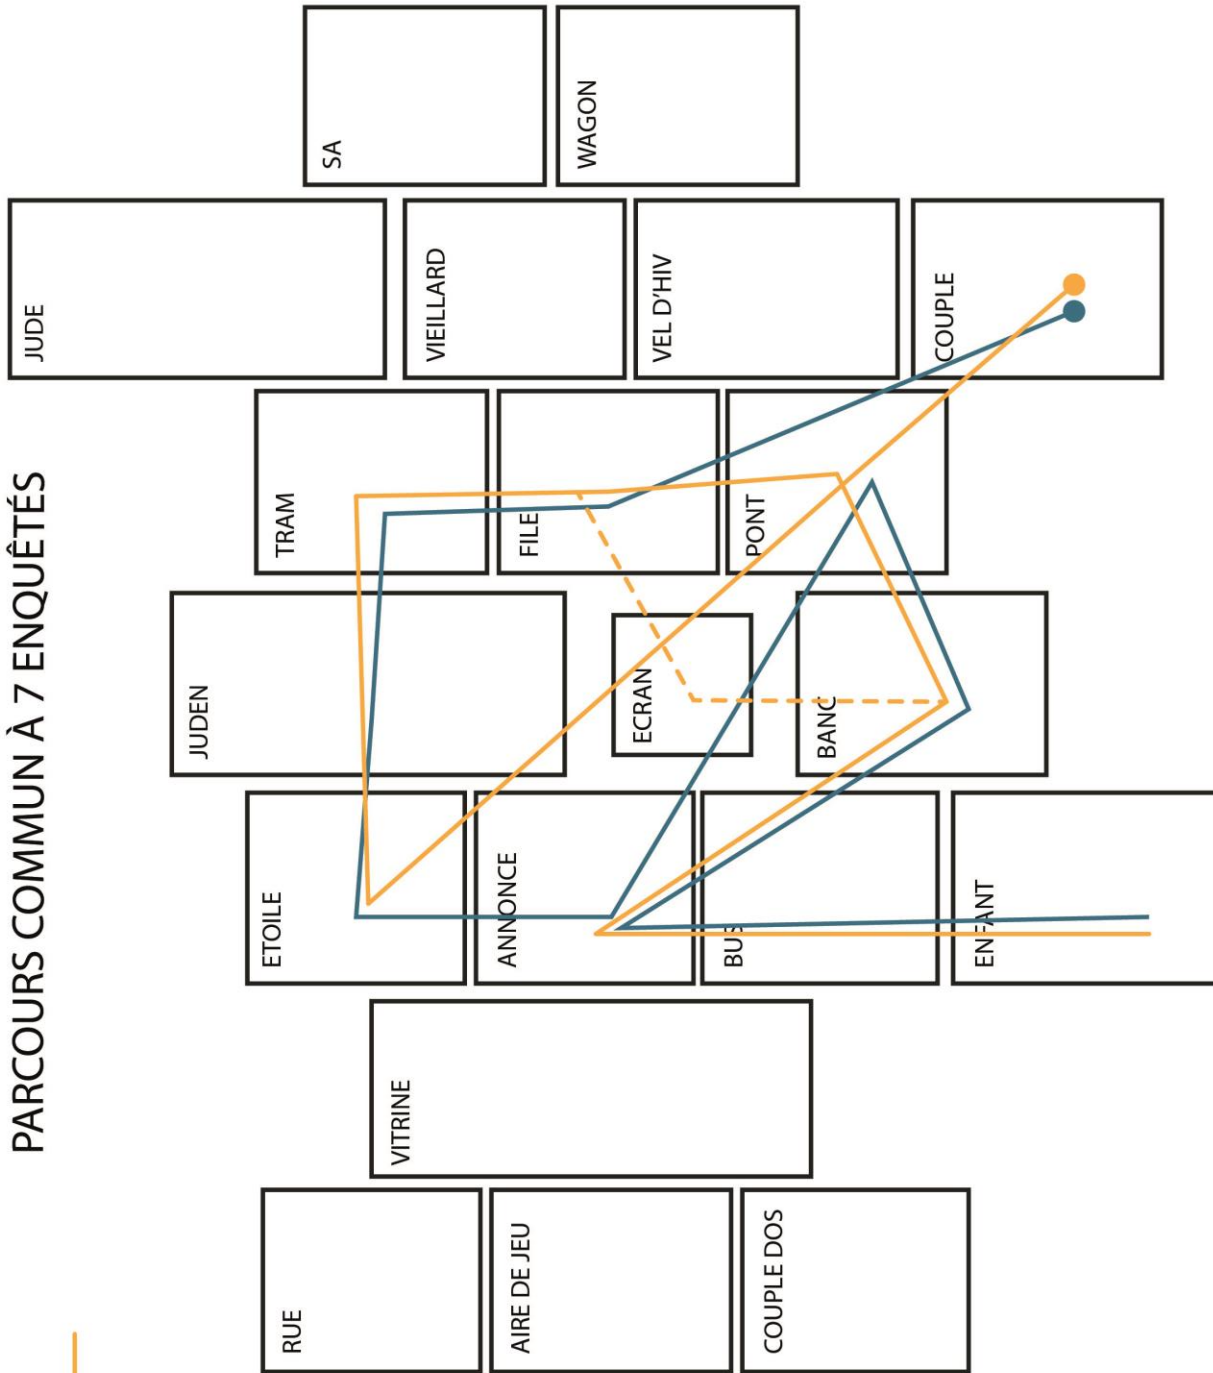 PARCOURS COMMUN À 7 ENQUÊTÉS
RUE
AIRE DE JEU
COUPLE DOS
VITRINE
ETOILE
ANNONCE
BUS
ENFANT
JUDEN
ECRAN
BANC
TRAM
FILE
PONT
JUDE
VIEILLARD
VEL D'HIV
COUPLE
SA
WAGON